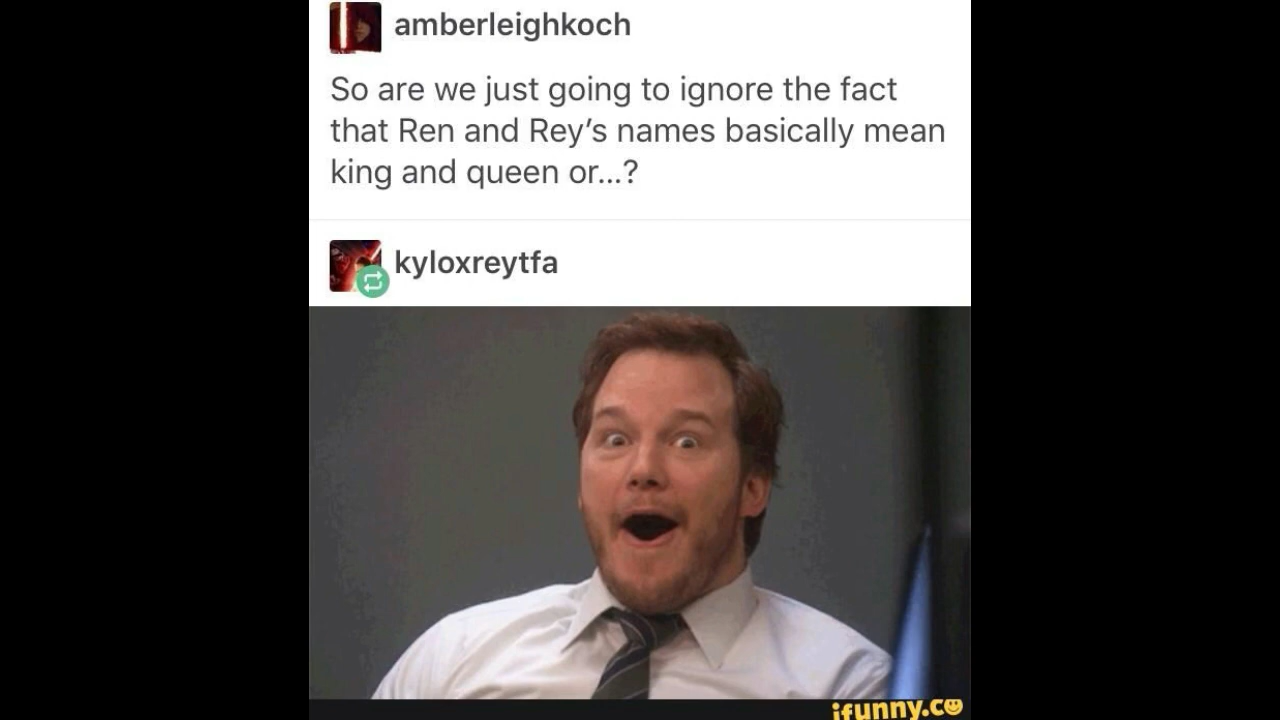 amberleighkoch
So are we just going to ignore the fact
that Ren and Rey’s names basically mean
king and queen or...?
kyloxreytfa
ifunny.co